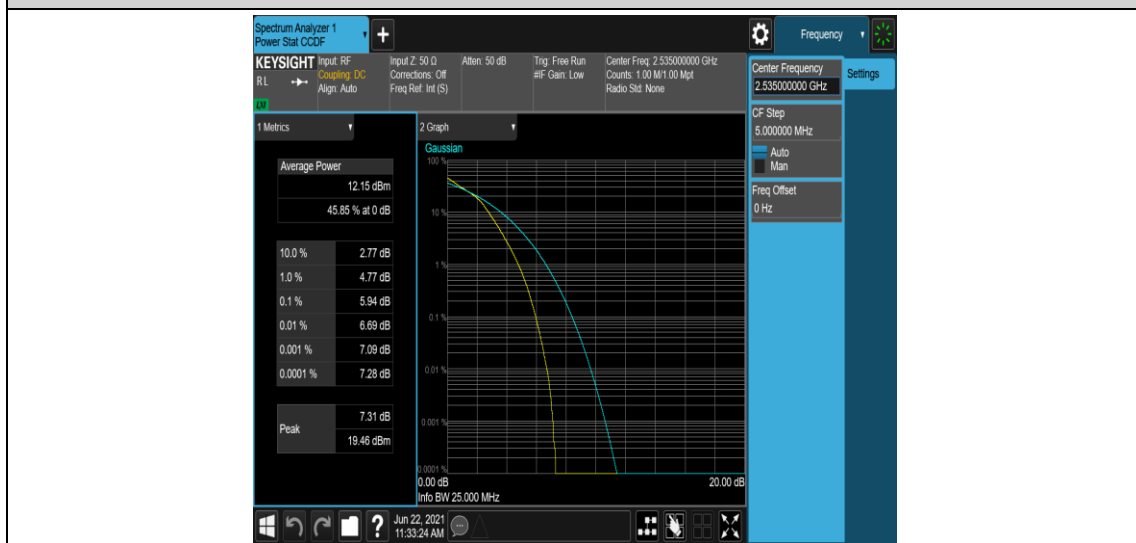 Spectrum Analyzer 1
Power Stat CCDF
+
Frequency
KEYSIGHT
RL
LXI
Input: RF
Coupling: DC
Align: Auto
Input Z: 50 Ω
Corrections: Off
Freq Ref: Int (S)
Atten: 50 dB
Trig: Free Run
#IF Gain: Low
Center Freq: 2.535000000 GHz
Counts: 1.00 M/1.00 Mpt
Radio Std: None
Center Frequency
2.535000000 GHz
Settings
CF Step
5.000000 MHz
Auto
Man
Freq Offset
0 Hz
1 Metrics
Average Power
12.15 dBm
45.85 % at 0 dB
10.0 % 2.77 dB
1.0 % 4.77 dB
0.1 % 5.94 dB
0.01 % 6.69 dB
0.001 % 7.09 dB
0.0001 % 7.28 dB
Peak
7.31 dB
19.46 dBm
2 Graph
Gaussian
100 %
10 %
1 %
0.1 %
0.01 %
0.001 %
0.0001 %
0.00 dB 20.00 dB
Info BW 25.000 MHz
?
Jun 22, 2021
11:33:24 AM